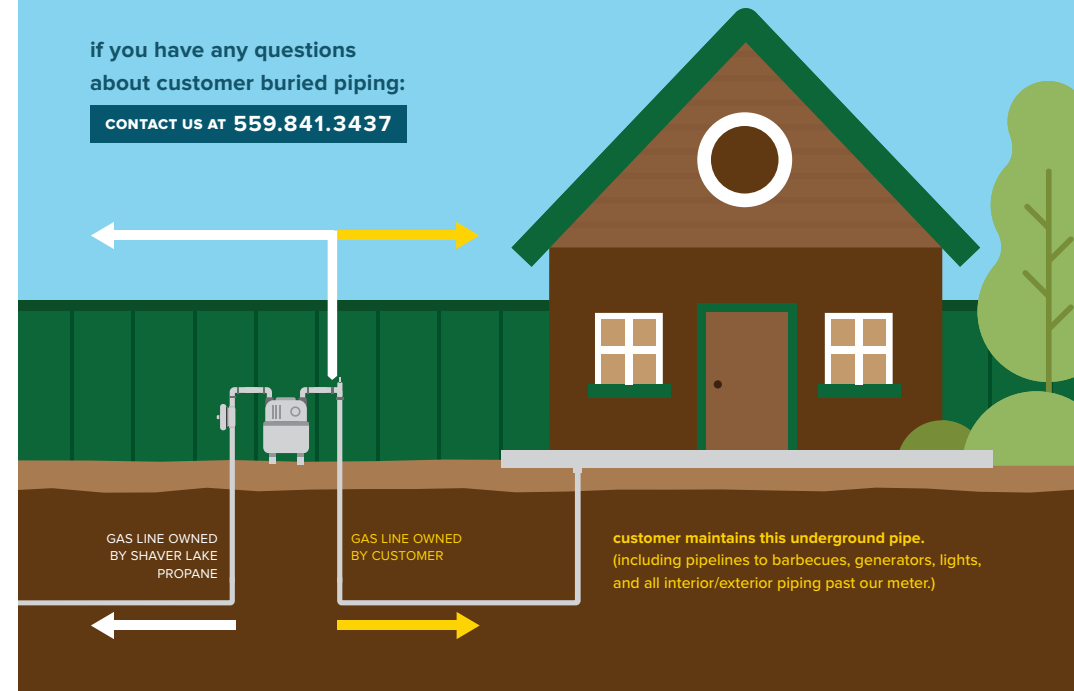 if you have any questions
about customer buried piping:
CONTACT US AT 559.841.3437
GAS LINE OWNED
BY SHAVER LAKE
PROPANE
GAS LINE OWNED
BY CUSTOMER
customer maintains this underground pipe.
(including pipelines to barbecues, generators, lights,
and all interior/exterior piping past our meter.)